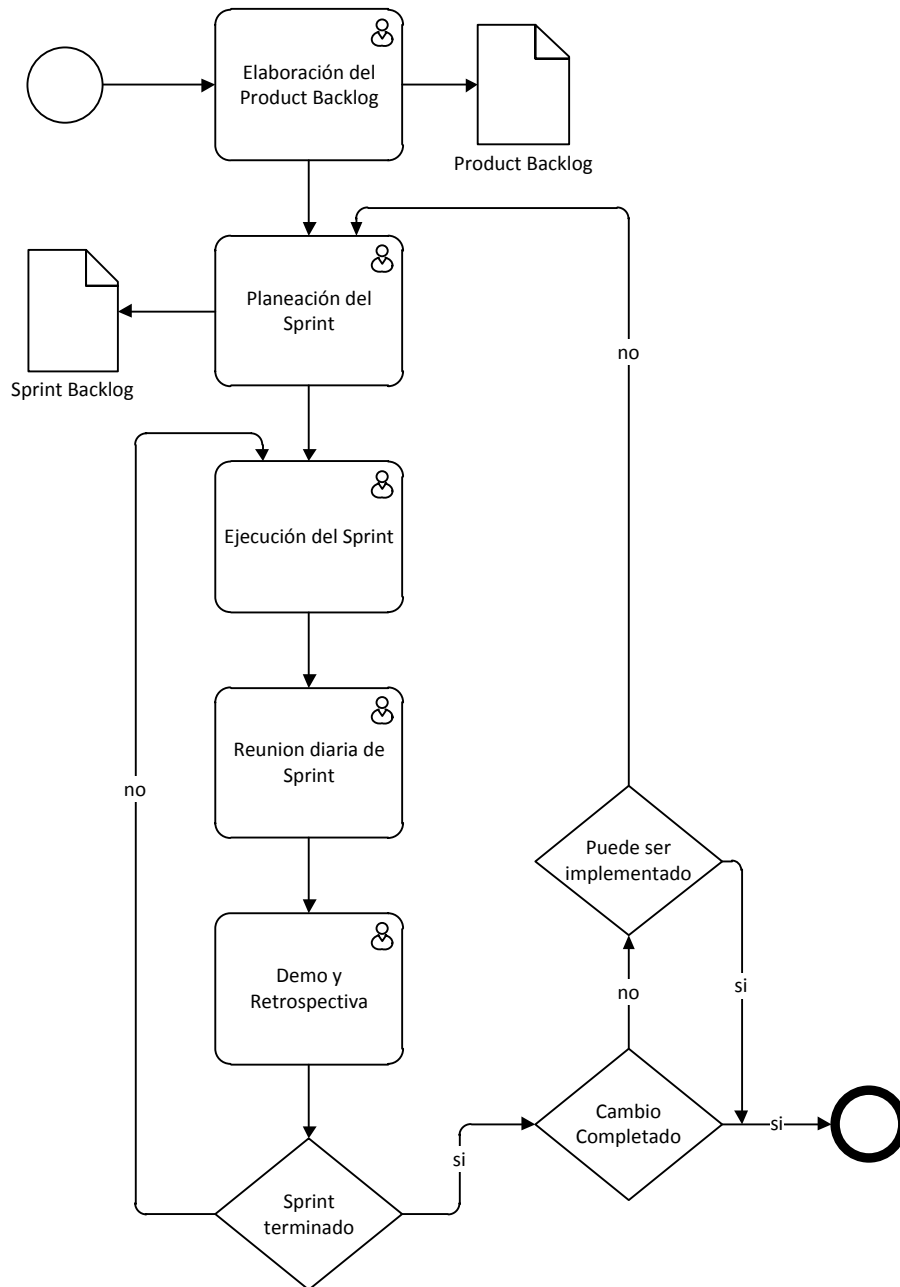 Elaboración del
Product Backlog
Product Backlog
Planeación del
Sprint
Sprint Backlog
no
Ejecución del Sprint
Reunion diaria de
Sprint
no
Puede ser
implementado
Demo y
Retrospectiva
no
si
Cambio
Completado
si
si
Sprint
terminado